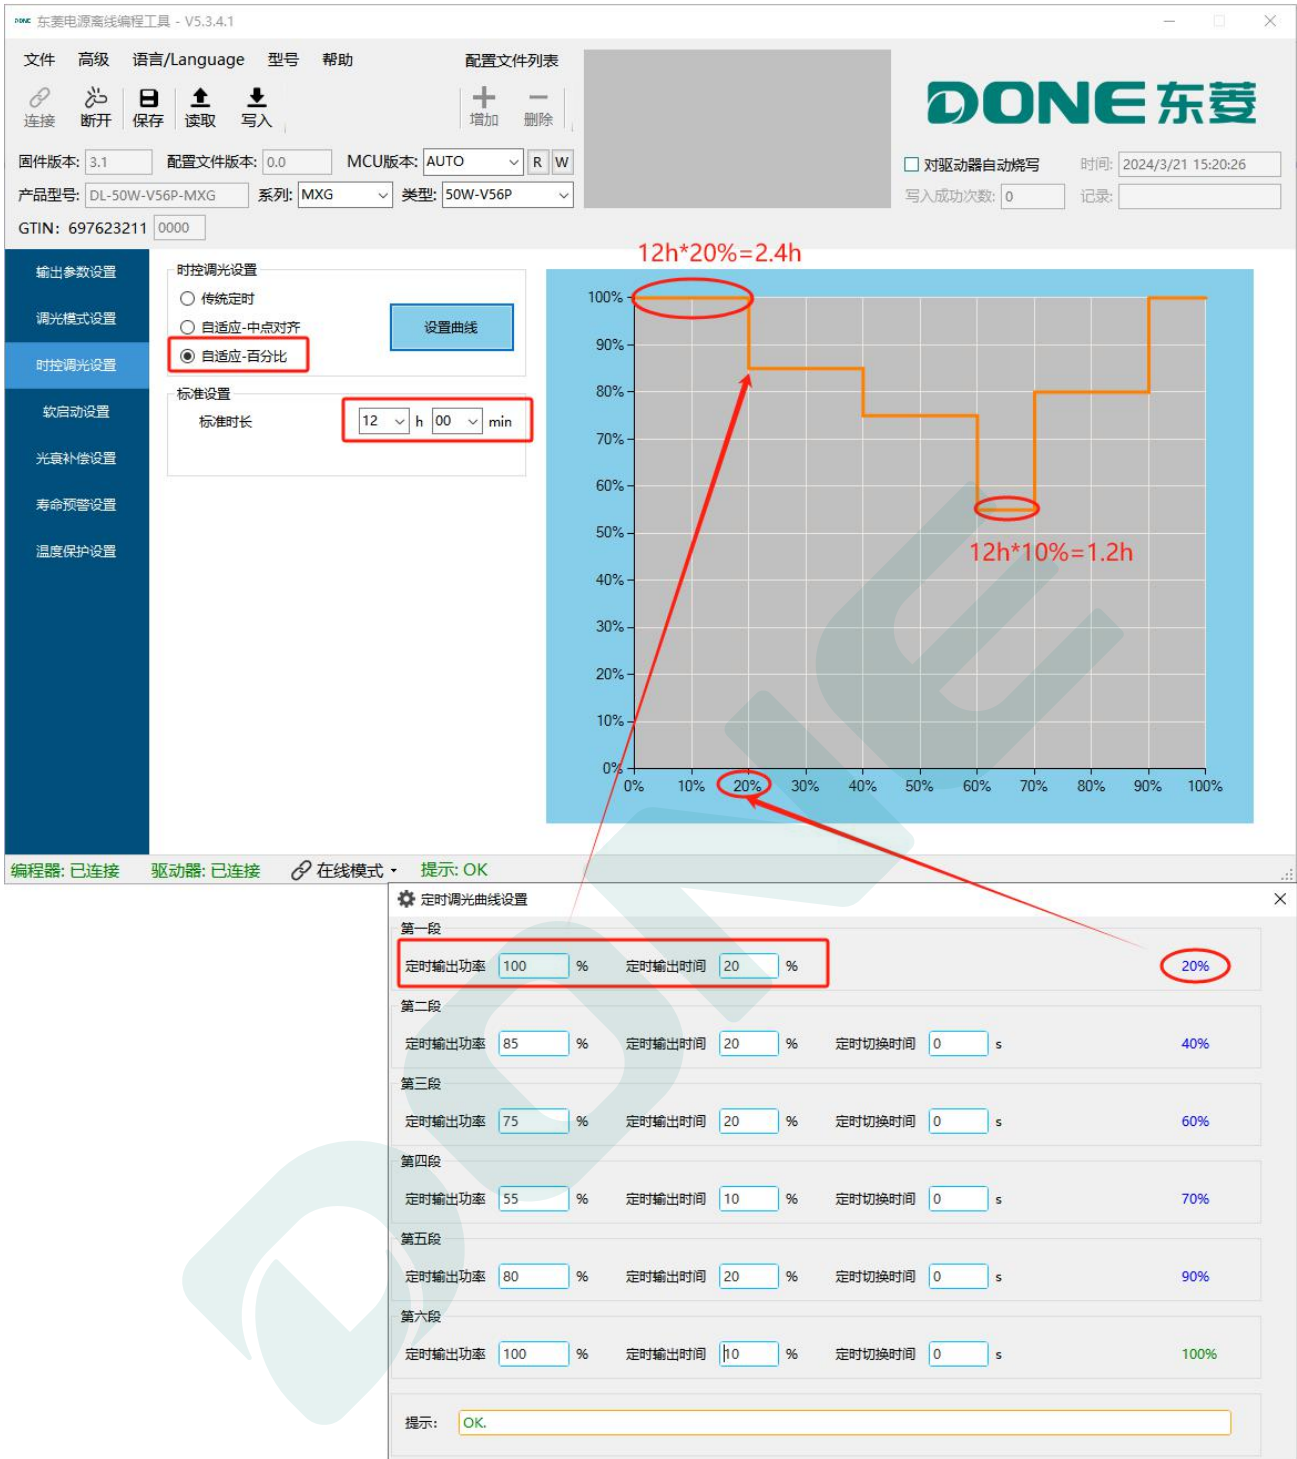 DONE 东菱电源离线编程工具 - V5.3.4.1
文件 高级 语言/Language 型号 帮助 配置文件列表
连接 断开 保存 读取 写入 增加 删除
DONE 东菱
固件版本: 3.1 配置文件版本: 0.0 MCU版本: AUTO R W 对驱动器自动烧写 时间: 2024/3/21 15:20:26
产品型号: DL-50W-V56P-MXG 系列: MXG 类型: 50W-V56P 写入成功次数: 0 记录:
GTIN: 697623211 0000
输出参数设置
调光模式设置
时控调光设置
软启动设置
光衰补偿设置
寿命预警设置
温度保护设置
时控调光设置
传统定时
自适应-中点对齐
自适应-百分比
设置曲线
标准设置
标准时长 12 h 00 min
12h*20%=2.4h
100%
90%
80%
70%
60%
50%
40%
30%
20%
10%
0%
12h*10%=1.2h
0% 10% 20% 30% 40% 50% 60% 70% 80% 90% 100%
编程器: 已连接 驱动器: 已连接 在线模式 提示: OK
定时调光曲线设置
第一段
定时输出功率 100 % 定时输出时间 20 % 20%
第二段
定时输出功率 85 % 定时输出时间 20 % 定时切换时间 0 s 40%
第三段
定时输出功率 75 % 定时输出时间 20 % 定时切换时间 0 s 60%
第四段
定时输出功率 55 % 定时输出时间 10 % 定时切换时间 0 s 70%
第五段
定时输出功率 80 % 定时输出时间 20 % 定时切换时间 0 s 90%
第六段
定时输出功率 100 % 定时输出时间 10 % 定时切换时间 0 s 100%
提示: OK.
DONE